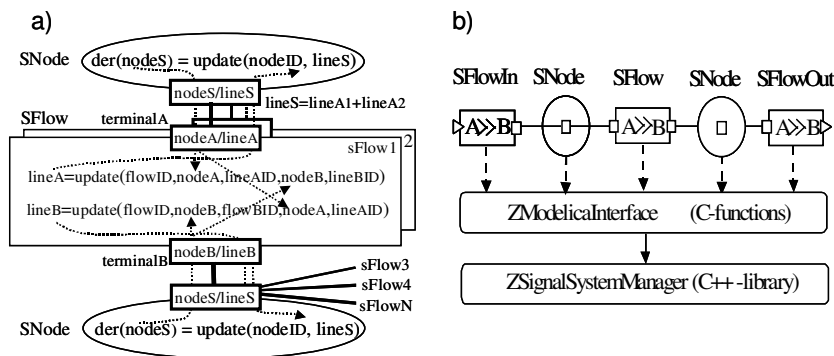 a)
SNode
der(nodeS) = update(nodeID, lineS)
nodeS/lineS
lineS=lineA1+lineA2
SFlow
terminalA
nodeA/lineA
sFlow1
2
lineA=update(flowID,nodeA,lineAID,nodeB,lineBID)
lineB=update(flowID,nodeB,flowBID,nodeA,lineAID)
terminalB
nodeB/lineB
sFlow3
nodeS/lineS
sFlow4
sFlowN
SNode
der(nodeS) = update(nodeID, lineS)
b)
SFlowIn
SNode
SFlow
SNode
SFlowOut
A>>B
A>>B
A>>B
ZModelicaInterface (C-functions)
ZSignalSystemManager (C++-library)